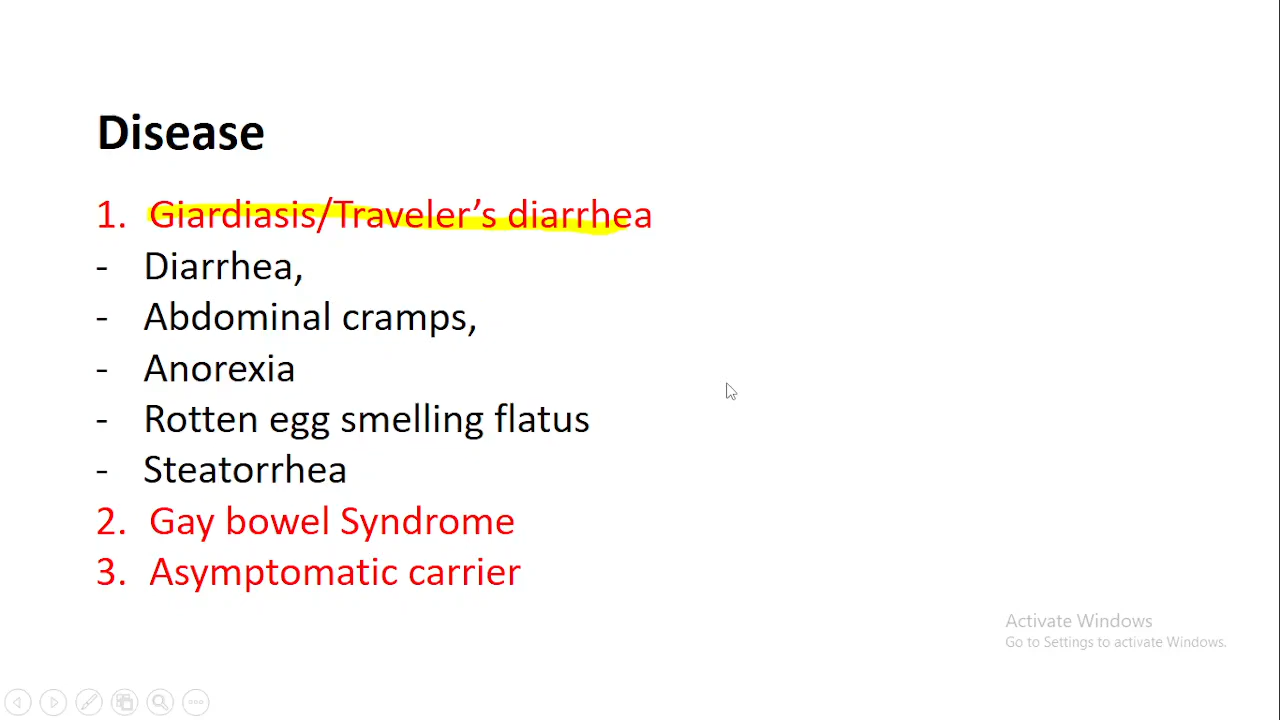 Disease
1. Giardiasis/Traveler's diarrhea
- Diarrhea,
- Abdominal cramps,
- Anorexia
- Rotten egg smelling flatus
- Steatorrhea
2. Gay bowel Syndrome
3. Asymptomatic carrier
Activate Windows
Go to Settings to activate Windows.